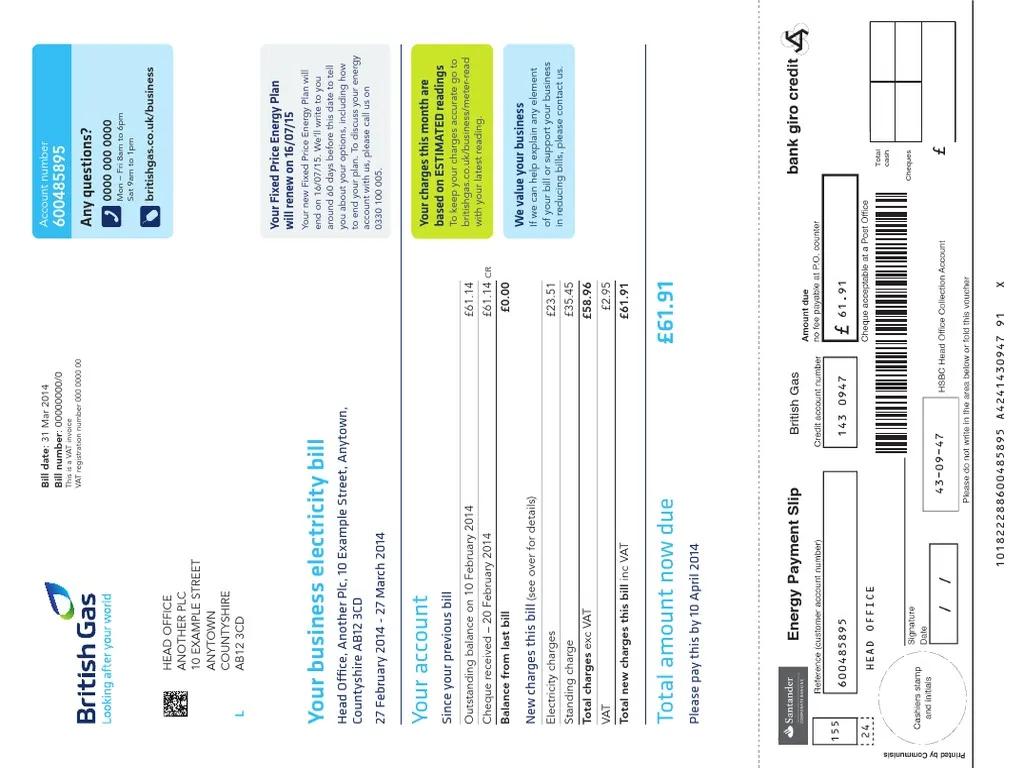 British Gas
Looking after your world
Bill date: 31 Mar 2014
Bill number: 00000000/0
This is a VAT invoice
VAT registration number 000 0000 00
Account number
600485895
Any questions?
0000 0000 0000
Mon – Fri 8am to 6pm
Sat 9am to 1pm
britishgas.co.uk/business
HEAD OFFICE
ANOTHER PLC
10 EXAMPLE STREET
ANYTOWN
COUNTYSHIRE
AB12 3CD
L
Your business electricity bill
Head Office, Another Plc, 10 Example Street, Anytown,
Countyshire AB12 3CD
27 February 2014 - 27 March 2014
Your Fixed Price Energy Plan
will renew on 16/07/15
Your new Fixed Price Energy Plan will
end on 16/07/15. We'll write to you
around 60 days before this date to tell
you about your options, including how
to end your plan. To discuss your energy
account with us, please call us on
0330 100 005.
Your account
Since your previous bill
Outstanding balance on 10 February 2014 £61.14
Cheque received – 20 February 2014 £61.14 CR
Balance from last bill £0.00
New charges this bill (see over for details)
Electricity charges £23.51
Standing charge £35.45
Total charges exc VAT £58.96
VAT £2.95
Total new charges this bill inc VAT £61.91
Your charges this month are
based on ESTIMATED readings
To keep your charges accurate go to
britishgas.co.uk/business/meter-read
with your latest reading.
We value your business
If we can help explain any element
of your bill or support your business
in reducing bills, please contact us.
Total amount now due £61.91
Please pay this by 10 April 2014
Santander
CORPORATE BANKING
Energy Payment Slip
British Gas
bank giro credit
155
24
Reference (customer account number)
600485895
Credit account number
143 0947
Amount due
no fee payable at P.O. counter
£ 61.91
Cheque acceptable at a Post Office
Total
cash
Cheques
£
HEAD OFFICE
Cashiers stamp
and initials
Signature
Date
/ /
43-09-47
HSBC Head Office Collection Account
Please do not write in the area below or fold this voucher
Printed by Communisis
1018222288600485895 A4241430947 91 X